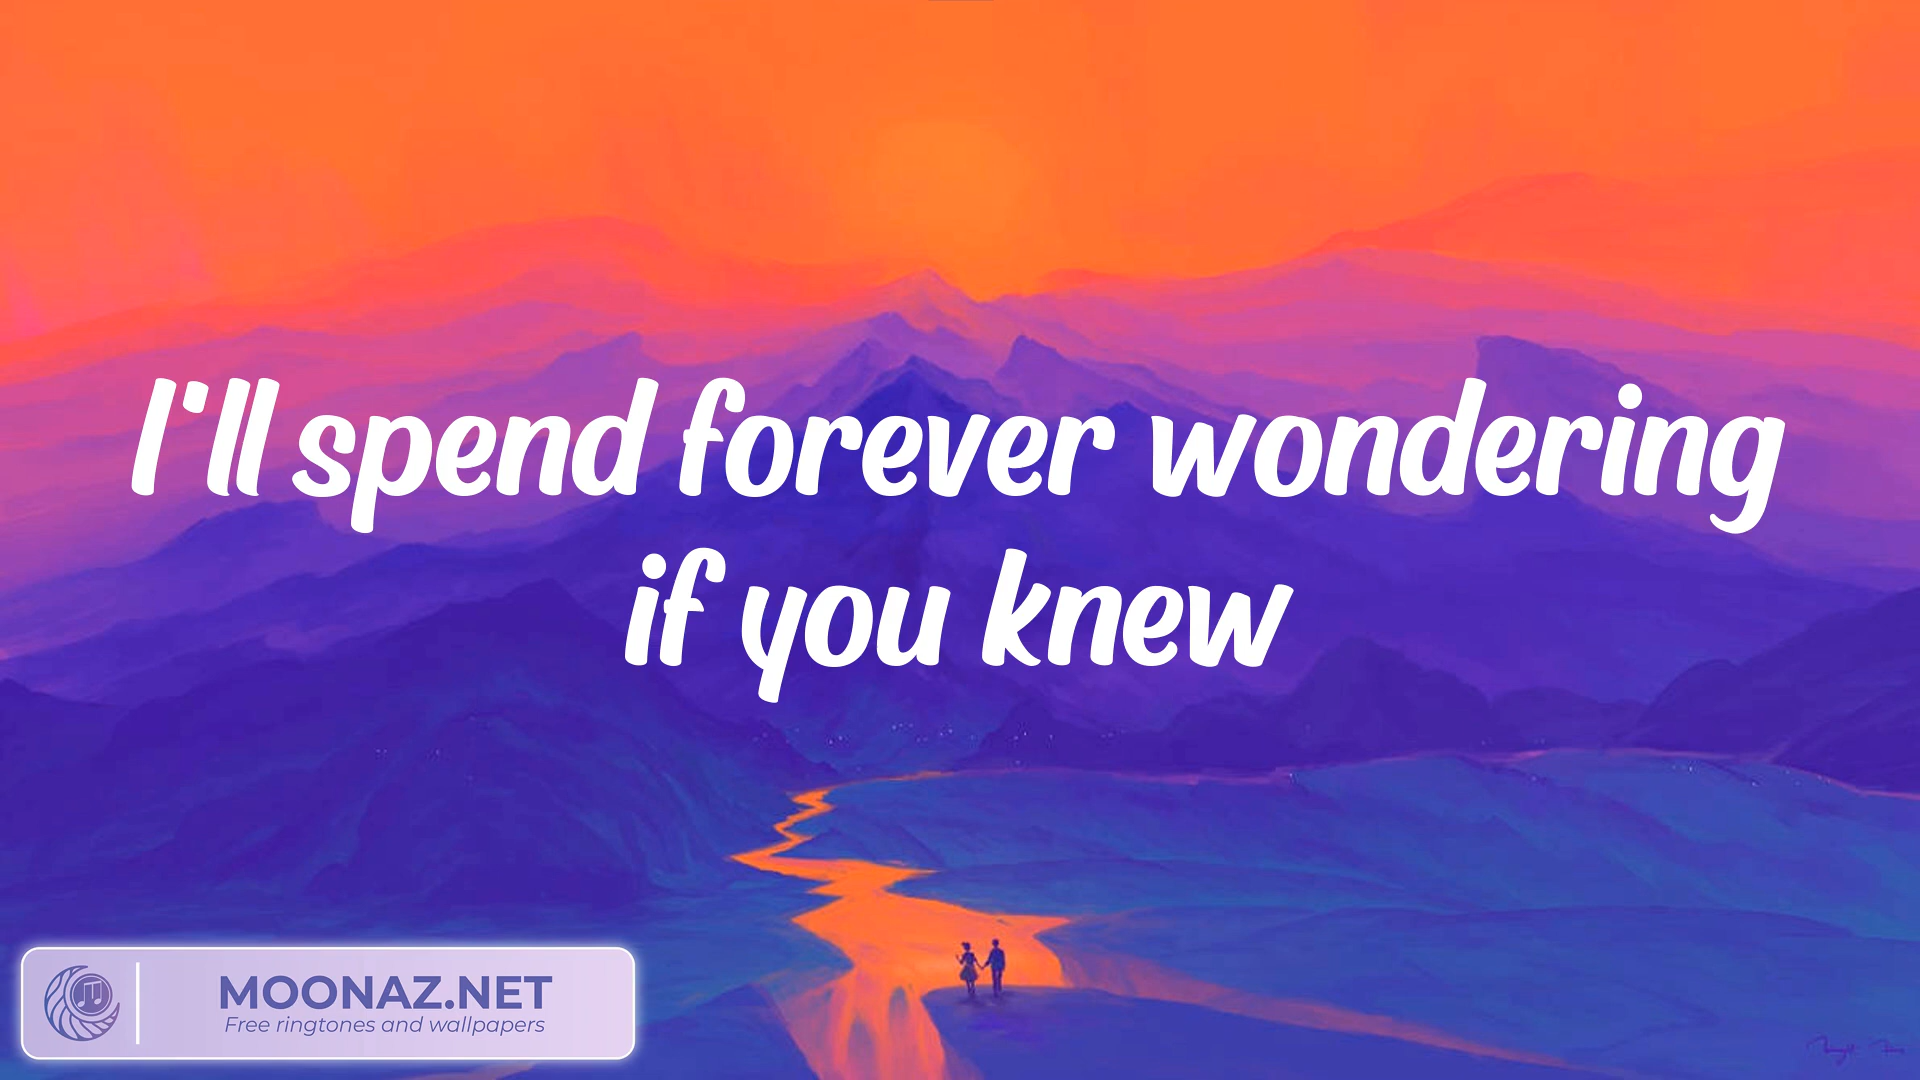 I'll spend forever wondering
if you knew
MOONAZ.NET
Free ringtones and wallpapers